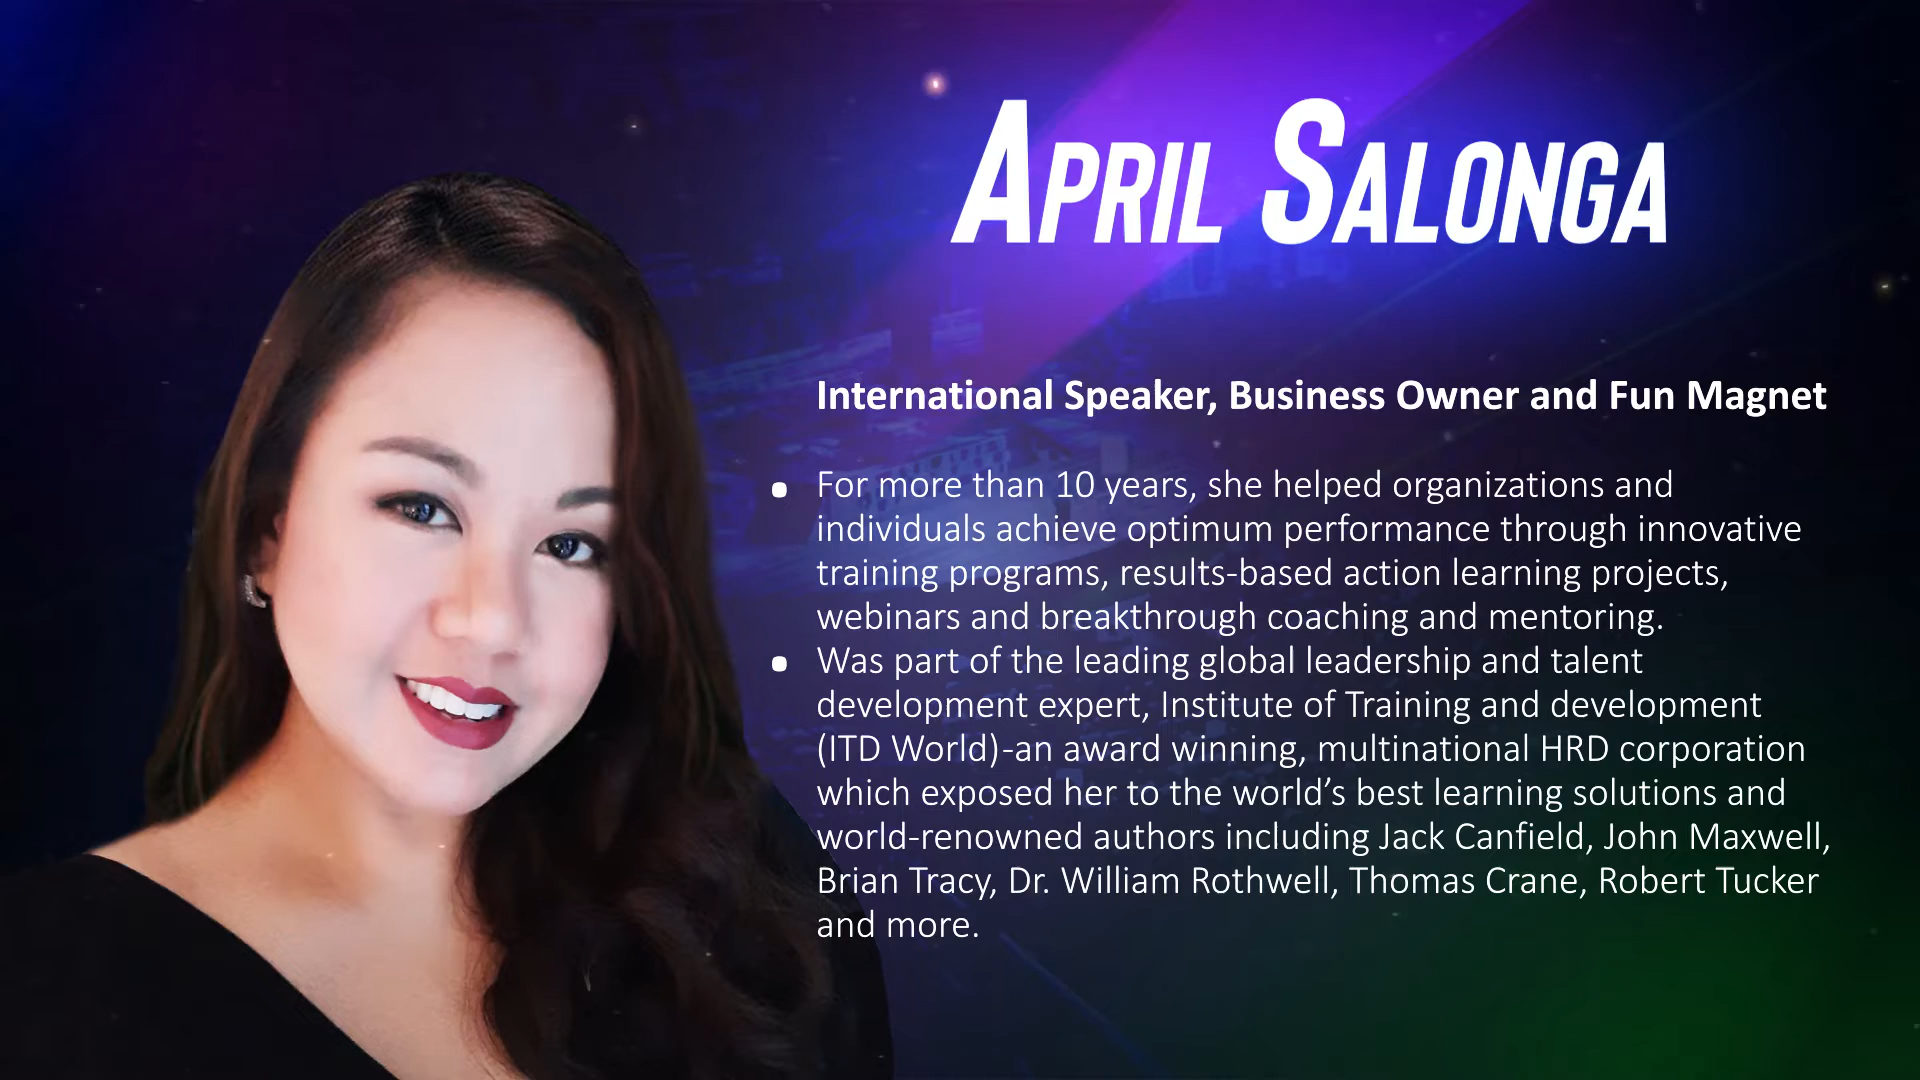 April Salonga
International Speaker, Business Owner and Fun Magnet
• For more than 10 years, she helped organizations and
individuals achieve optimum performance through innovative
training programs, results-based action learning projects,
webinars and breakthrough coaching and mentoring.
• Was part of the leading global leadership and talent
development expert, Institute of Training and development
(ITD World)-an award winning, multinational HRD corporation
which exposed her to the world’s best learning solutions and
world-renowned authors including Jack Canfield, John Maxwell,
Brian Tracy, Dr. William Rothwell, Thomas Crane, Robert Tucker
and more.